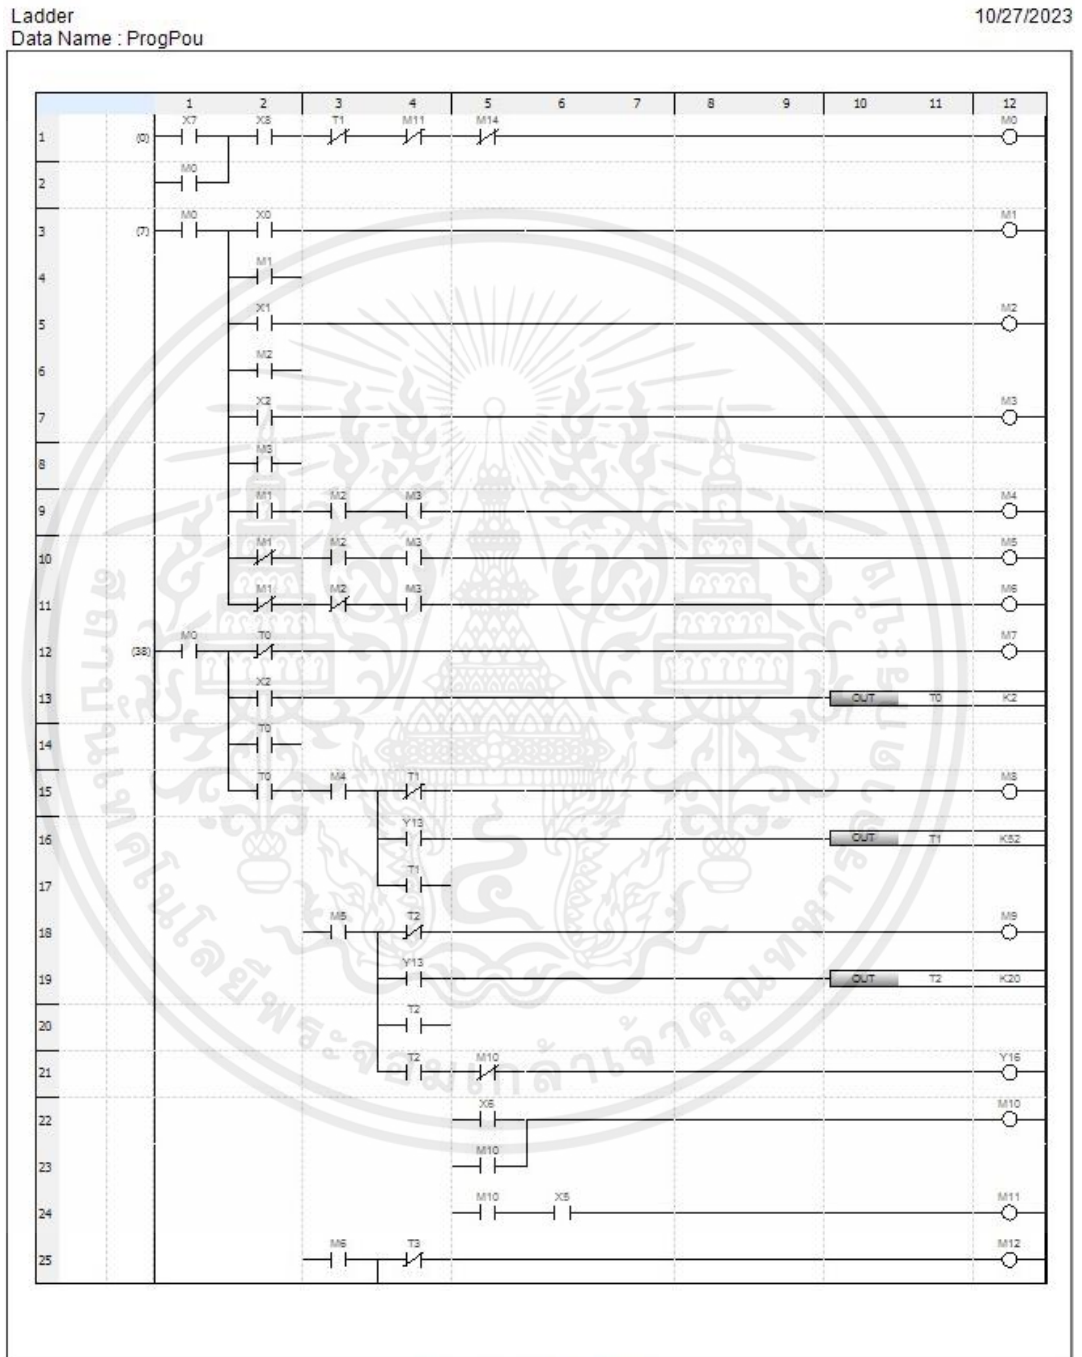 Ladder 10/27/2023
Data Name : ProgPou
1 2 3 4 5 6 7 8 9 10 11 12
X7 X8 T1 M11 M14 M0
1 (0)
M0
2
M0 X0 M1
3 (7)
M1
4
X1 M2
5
M2
6
X2 M3
7
M3
8
M1 M2 M3 M4
9
M1 M2 M3 M5
10
M1 M2 M3 M6
11
M0 T0 M7
12 (38)
X2
13 OUT T0 K2
T0
14
T0 M4 T1 M8
15
Y13
16 OUT T1 K52
T1
17
M5 T2 M9
18
Y13
19 OUT T2 K20
T2
20
T2 M10 Y16
21
X6 M10
22
M10
23
M10 X5 M11
24
M6 T3 M12
25